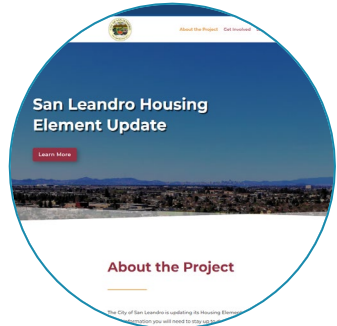 About the Project Get Involved
San Leandro Housing
Element Update
Learn More
About the Project
The City of San Leandro is updating its Housing Element
information you will need to stay up to